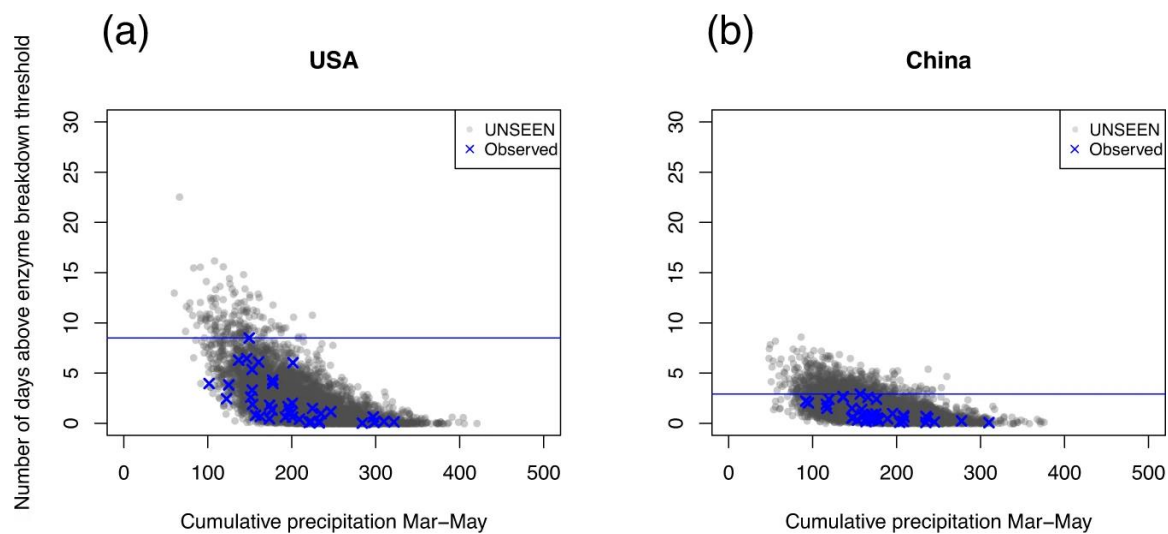 (a)
USA
Number of days above enzyme breakdown threshold
30
25
20
15
10
5
0
UNSEEN
Observed
0 100 200 300 400 500
Cumulative precipitation Mar–May
(b)
China
30
25
20
15
10
5
0
UNSEEN
Observed
0 100 200 300 400 500
Cumulative precipitation Mar–May